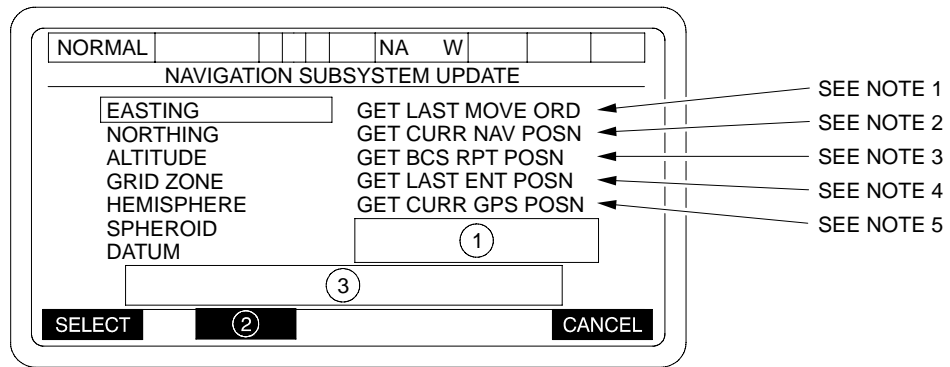 NORMAL NA W
NAVIGATION SUBSYSTEM UPDATE
EASTING GET LAST MOVE ORD SEE NOTE 1
NORTHING GET CURR NAV POSN SEE NOTE 2
ALTITUDE GET BCS RPT POSN SEE NOTE 3
GRID ZONE GET LAST ENT POSN SEE NOTE 4
HEMISPHERE GET CURR GPS POSN SEE NOTE 5
SPHEROID
1
DATUM
3
SELECT 2 CANCEL